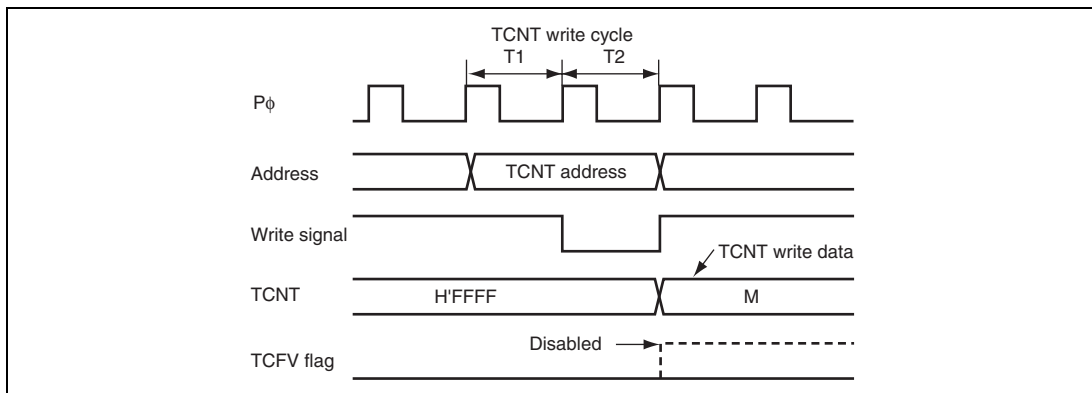 TCNT write cycle
T1 T2
Pϕ
Address TCNT address
Write signal
TCNT write data
TCNT H'FFFF M
Disabled
TCFV flag